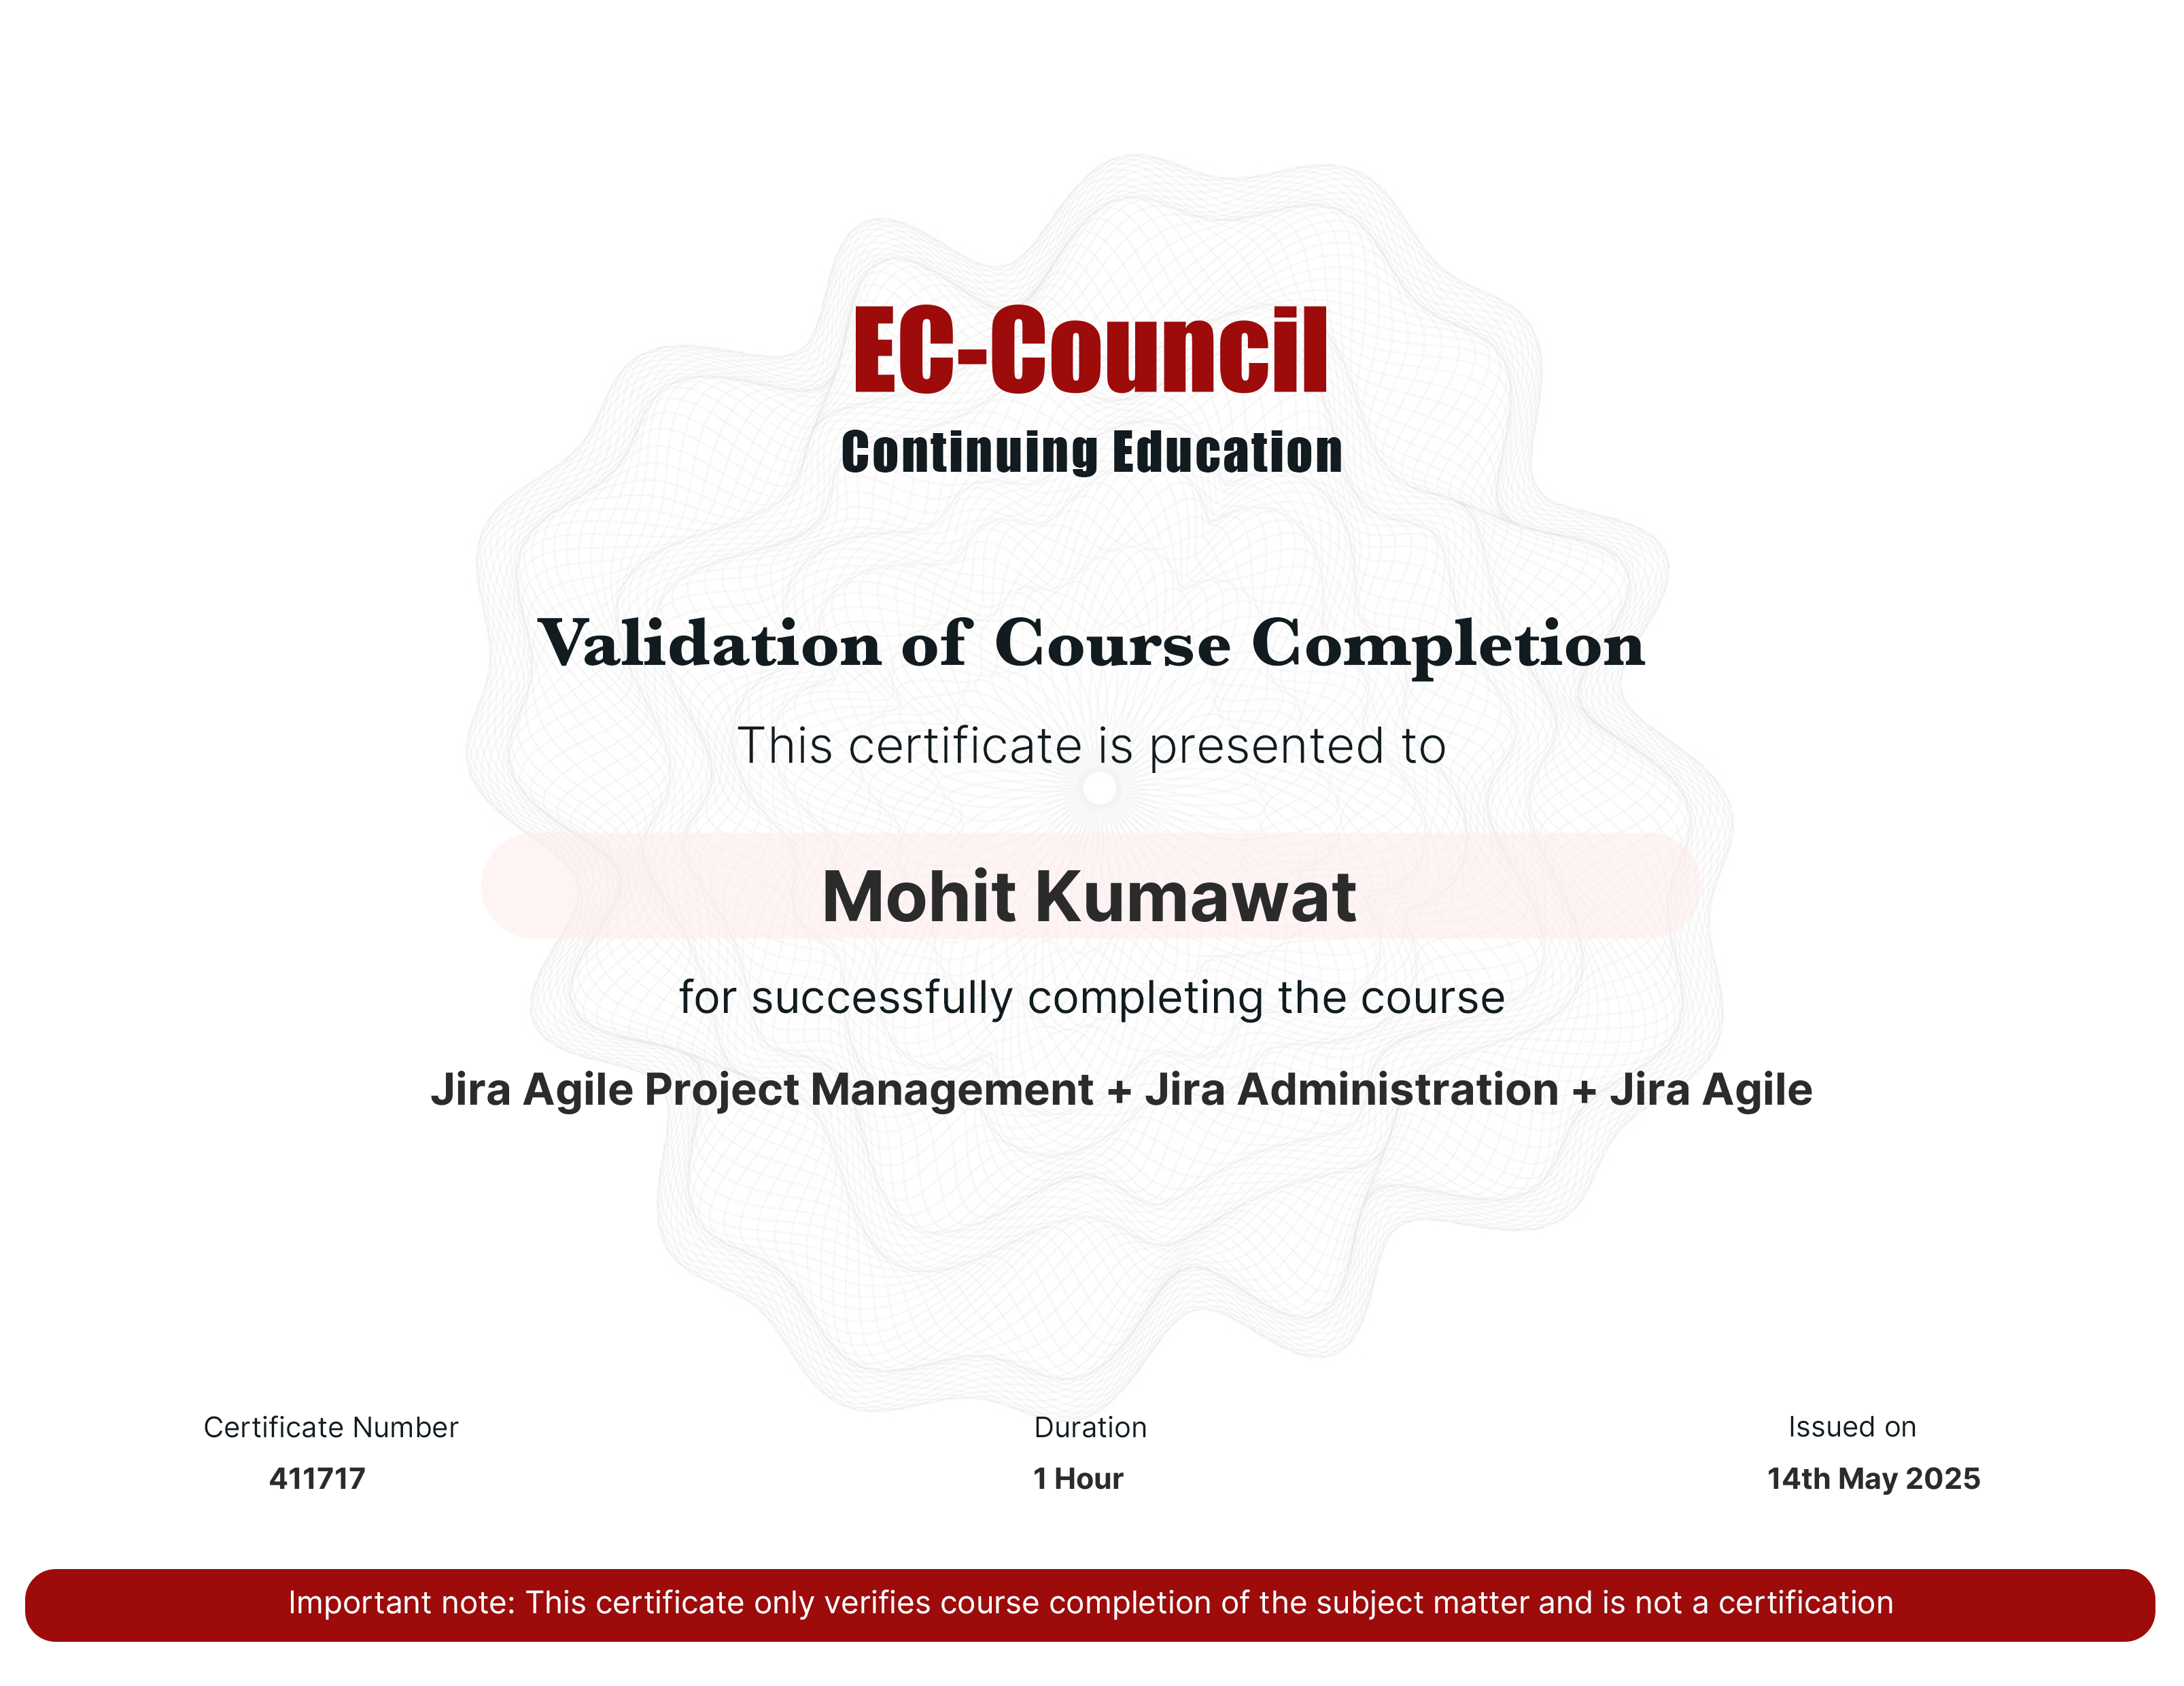 EC-Council
Continuing Education
Validation of Course Completion
This certificate is presented to
Mohit Kumawat
for successfully completing the course
Jira Agile Project Management + Jira Administration + Jira Agile
Certificate Number
411717
Duration
1 Hour
Issued on
14th May 2025
Important note: This certificate only verifies course completion of the subject matter and is not a certification